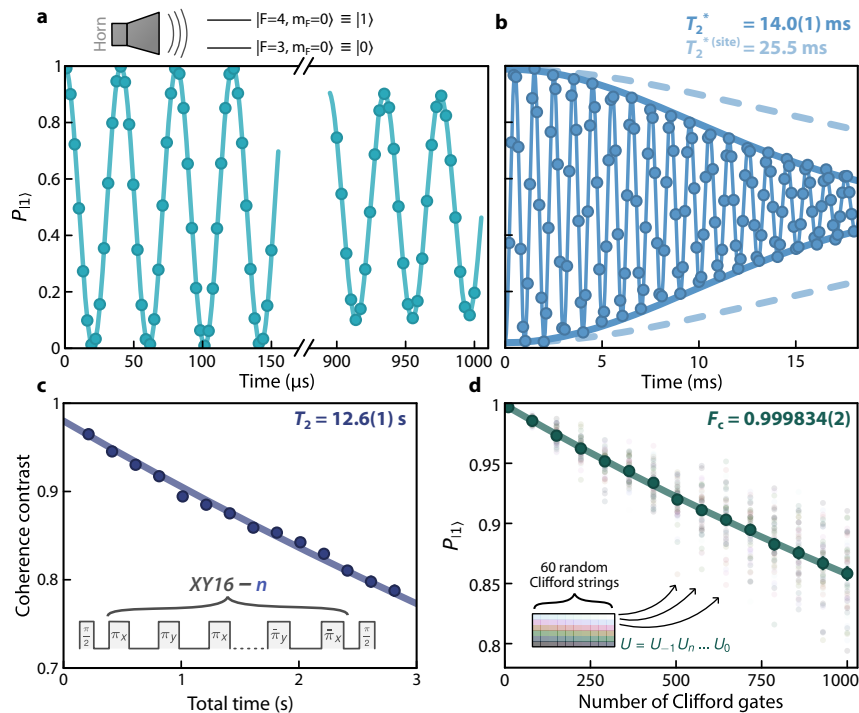 a
Horn
|F=4, m_F=0⟩ ≡ |1⟩
|F=3, m_F=0⟩ ≡ |0⟩
P_|1⟩
1
0.8
0.6
0.4
0.2
0
0 50 100 150 900 950 1000
Time (μs)
b
T_2^* = 14.0(1) ms
T_2^*(site) = 25.5 ms
0 5 10 15
Time (ms)
c
T_2 = 12.6(1) s
Coherence contrast
1
0.9
0.8
0.7
XY16 – n
π/2 π_x π_y π_x π̄_y π̄_x π/2
0 1 2 3
Total time (s)
d
F_c = 0.999834(2)
P_|1⟩
1
0.95
0.9
0.85
0.8
60 random
Clifford strings
U = U_−1 U_n ... U_0
0 250 500 750 1000
Number of Clifford gates